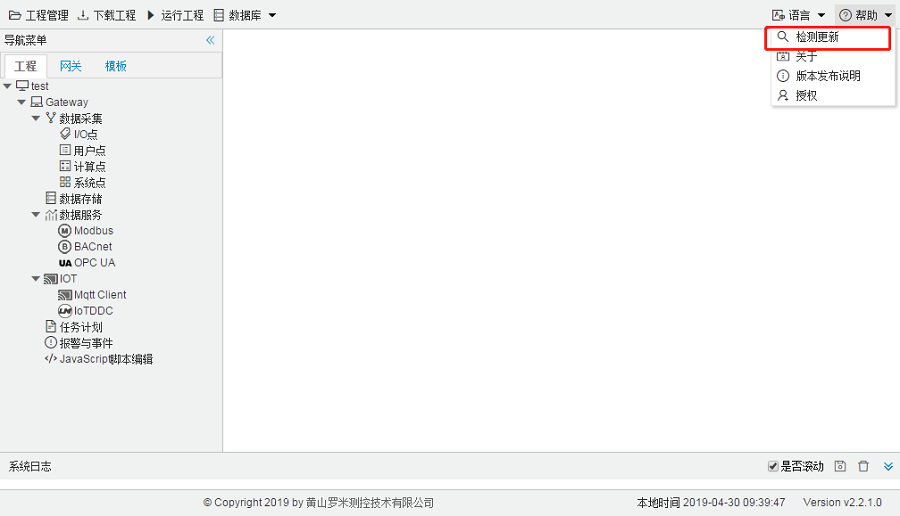 工程管理 下载工程 运行工程 数据库 语言 帮助
导航菜单
检测更新
关于
版本发布说明
授权
工程 网关 模板
test
Gateway
数据采集
I/O点
用户点
计算点
系统点
数据存储
数据服务
Modbus
BACnet
UA OPC UA
IOT
Mqtt Client
IoTDDC
任务计划
报警与事件
JavaScript脚本编辑
系统日志 是否滚动
© Copyright 2019 by 黄山罗米测控技术有限公司 本地时间 2019-04-30 09:39:47 Version v2.2.1.0